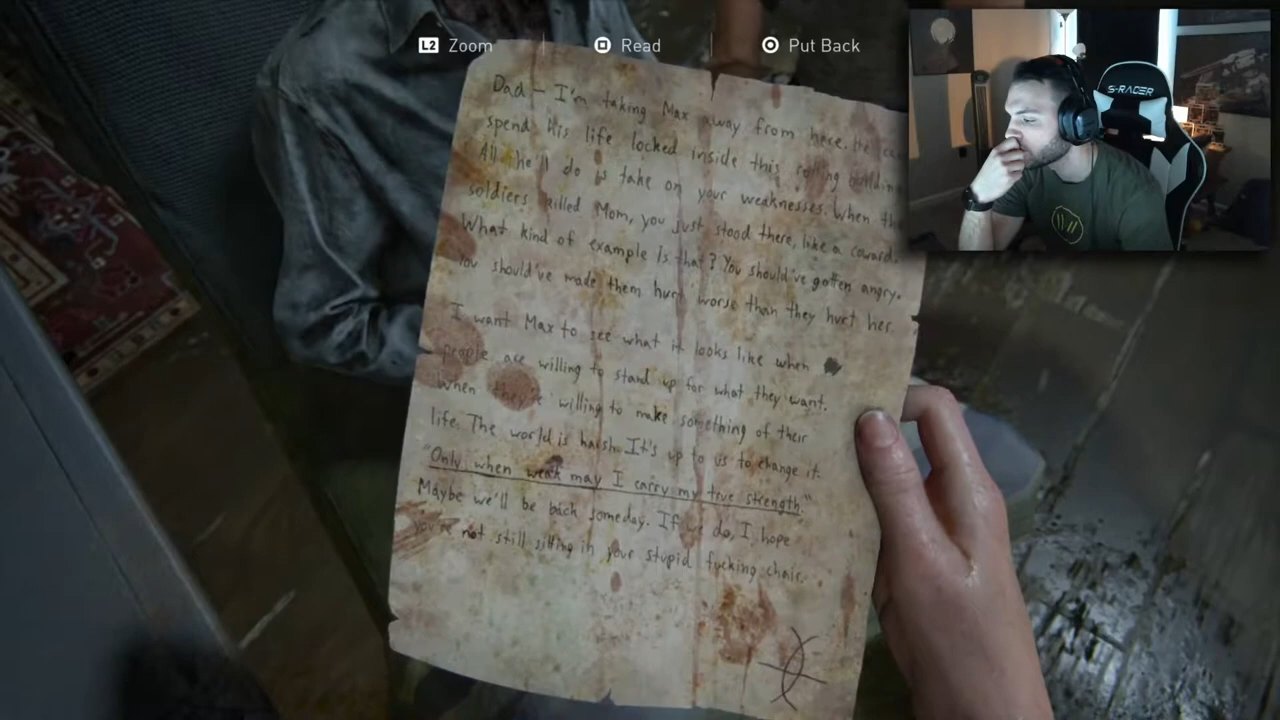 L2 Zoom
Read
Put Back
S-RACER
Dad – I'm taking Max away from here. He
spend his life locked inside this rotting building
All he'll do is take on your weaknesses. When
soldiers killed Mom, you just stood there, like a coward.
What kind of example is that? You should've gotten angry.
You should've made them hurt worse than they hurt her.
I want Max to see what it looks like when
people are willing to stand up for what they want.
When they're willing to make something of their
life. The world is harsh. It's up to us to change it.
"Only when weak may I carry my true strength."
Maybe we'll be back someday. If we do, I hope
you're not still sitting in your stupid fucking chair.